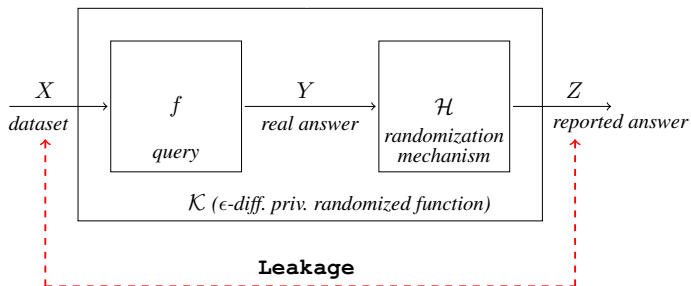 X
dataset
f
query
Y
real answer
ℋ
randomization
mechanism
Z
reported answer
𝒦 (ϵ-diff. priv. randomized function)
Leakage